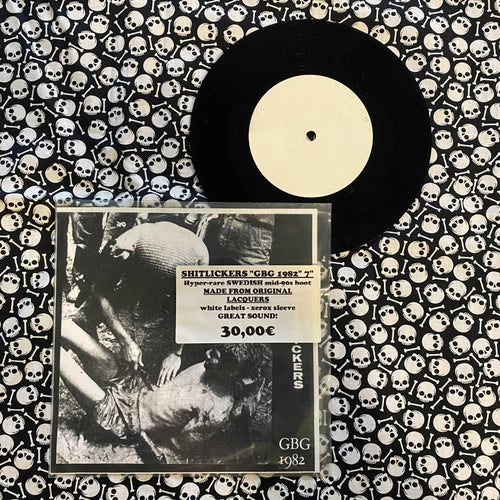 SHITLICKERS "GBG 1982" 7"
Hyper-rare SWEDISH mid-90s boot
MADE FROM ORIGINAL
LACQUERS
white labels - xerox sleeve
GREAT SOUND!
30,00€
CKERS
GBG
1982